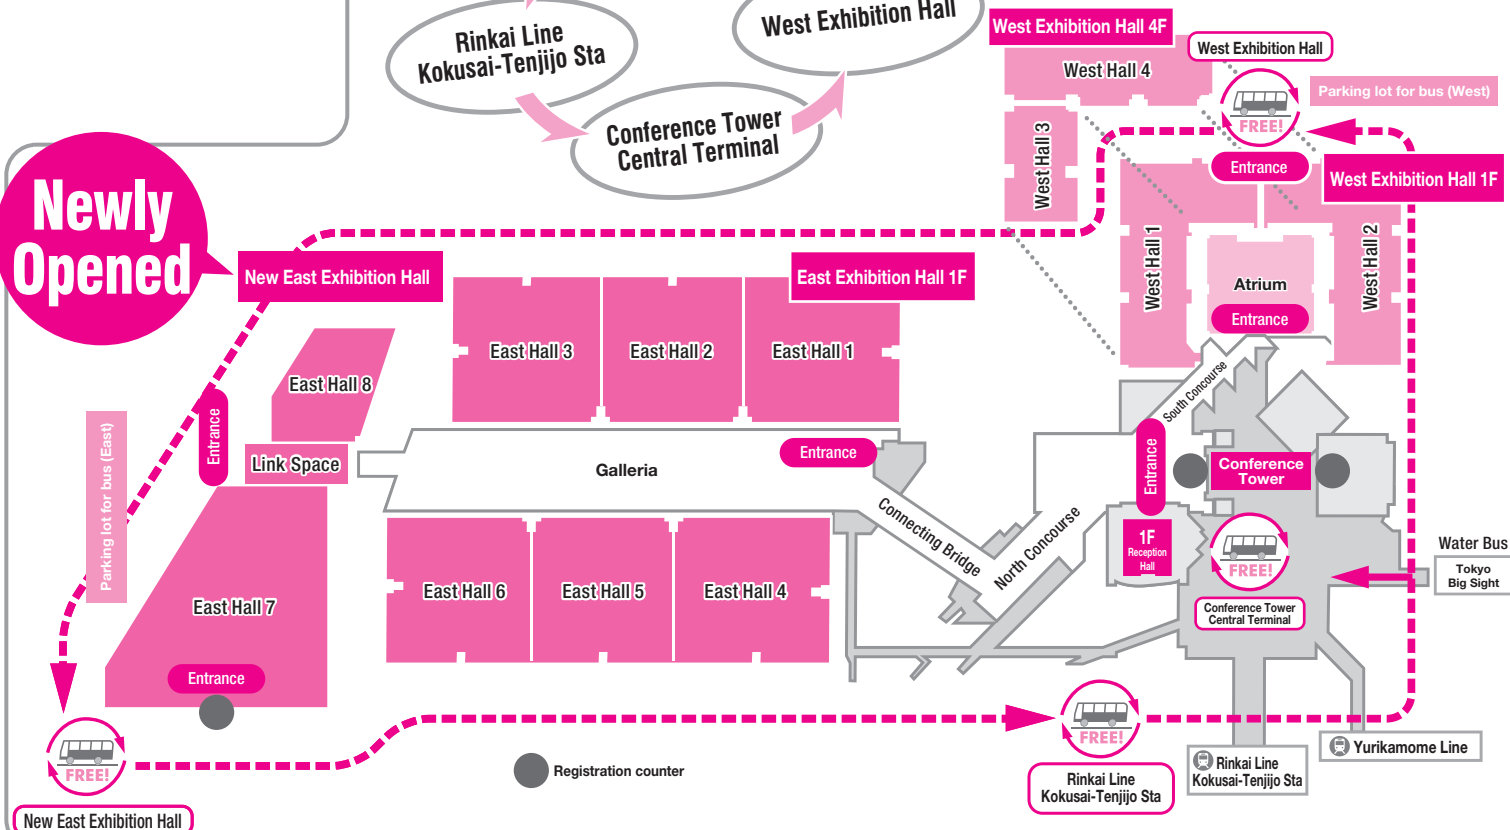 Rinkai Line
Kokusai-Tenjijo Sta
West Exhibition Hall
Conference Tower
Central Terminal
West Exhibition Hall 4F
West Hall 4
West Exhibition Hall
FREE!
Parking lot for bus (West)
West Hall 3
Entrance
West Exhibition Hall 1F
Newly
Opened
New East Exhibition Hall
East Exhibition Hall 1F
West Hall 1
Atrium
West Hall 2
Entrance
East Hall 3
East Hall 2
East Hall 1
East Hall 8
South Concourse
Entrance
Parking lot for bus (East)
Link Space
Galleria
Entrance
Entrance
Conference
Tower
Connecting Bridge
North Concourse
1F
Reception
Hall
FREE!
Water Bus
Tokyo
Big Sight
East Hall 7
East Hall 6
East Hall 5
East Hall 4
Conference Tower
Central Terminal
Entrance
FREE!
New East Exhibition Hall
Registration counter
FREE!
Rinkai Line
Kokusai-Tenjijo Sta
Rinkai Line
Kokusai-Tenjijo Sta
Yurikamome Line